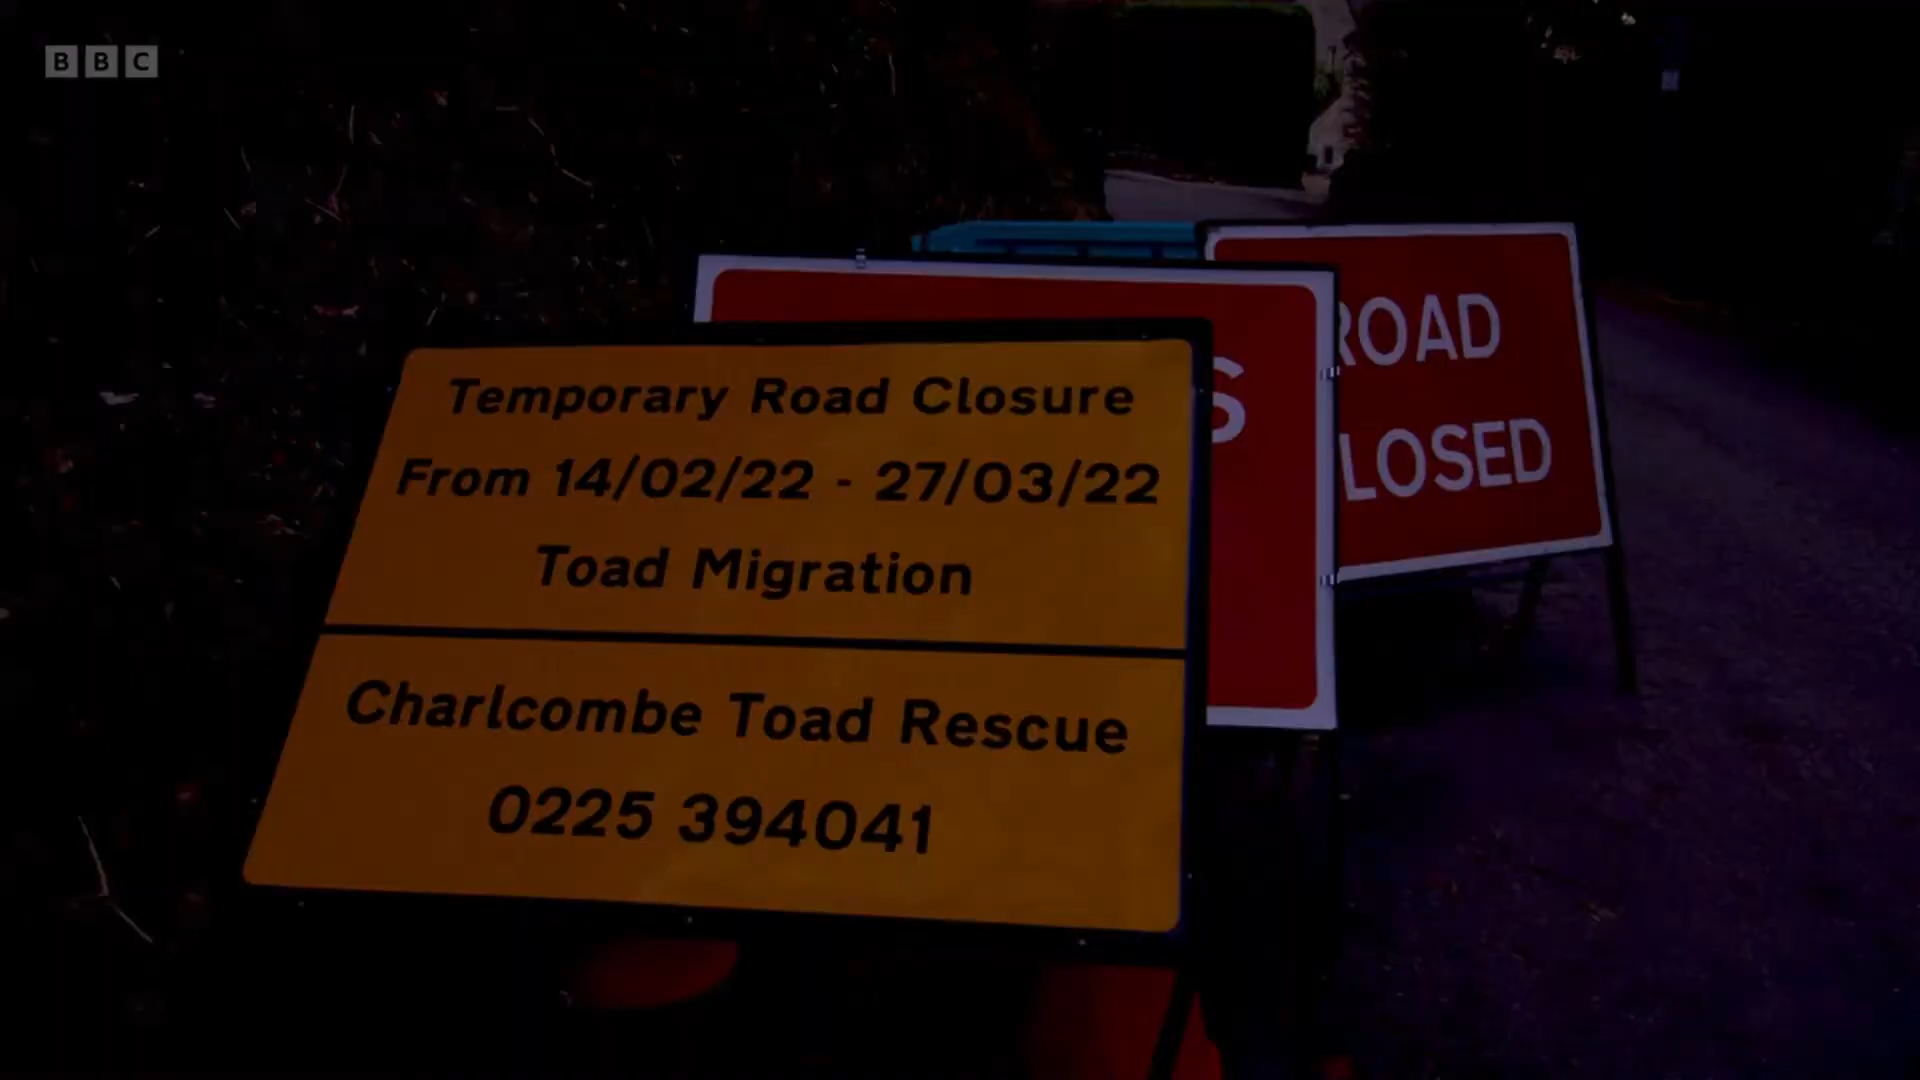 BBC
Temporary Road Closure
From 14/02/22 - 27/03/22
Toad Migration
Charlcombe Toad Rescue
0225 394041
S
ROAD
LOSED